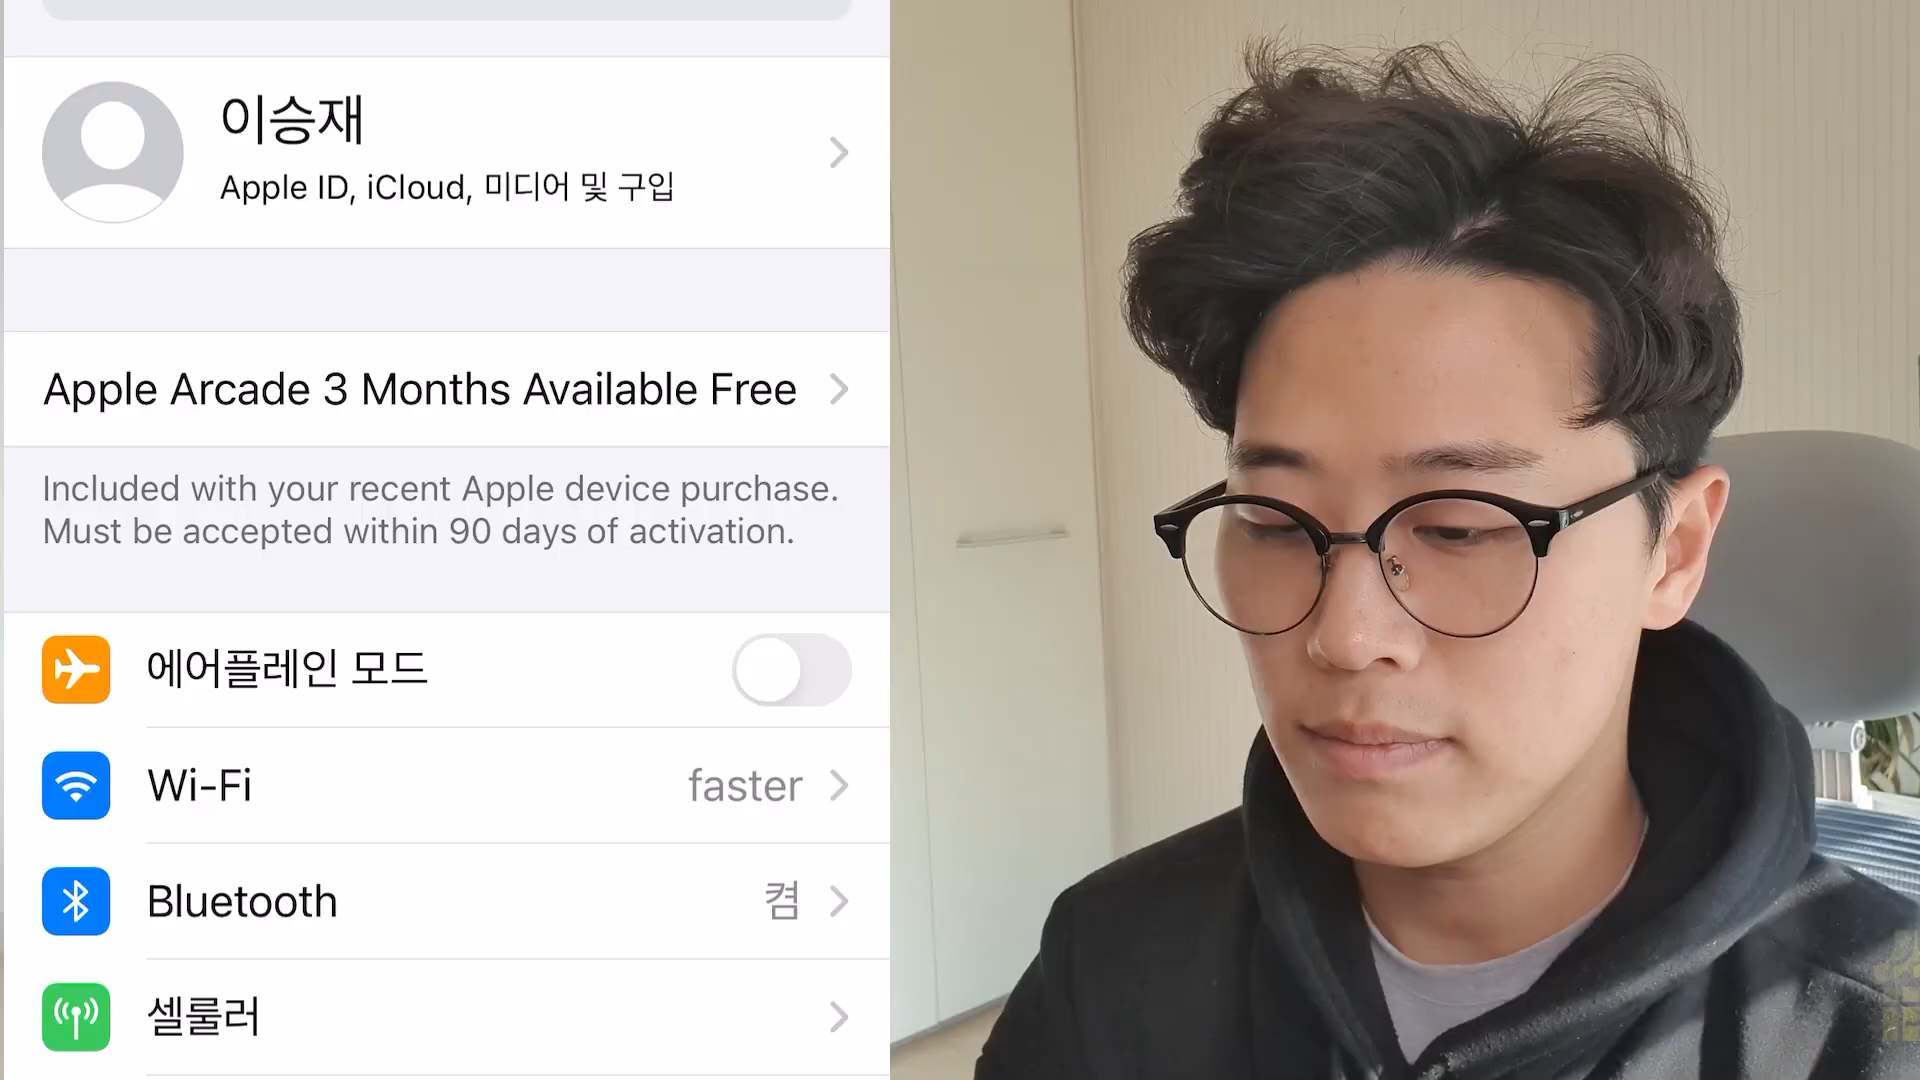 이승재
Apple ID, iCloud, 미디어 및 구입
Apple Arcade 3 Months Available Free
Included with your recent Apple device purchase.
Must be accepted within 90 days of activation.
에어플레인 모드
Wi-Fi faster
Bluetooth 켬
셀룰러